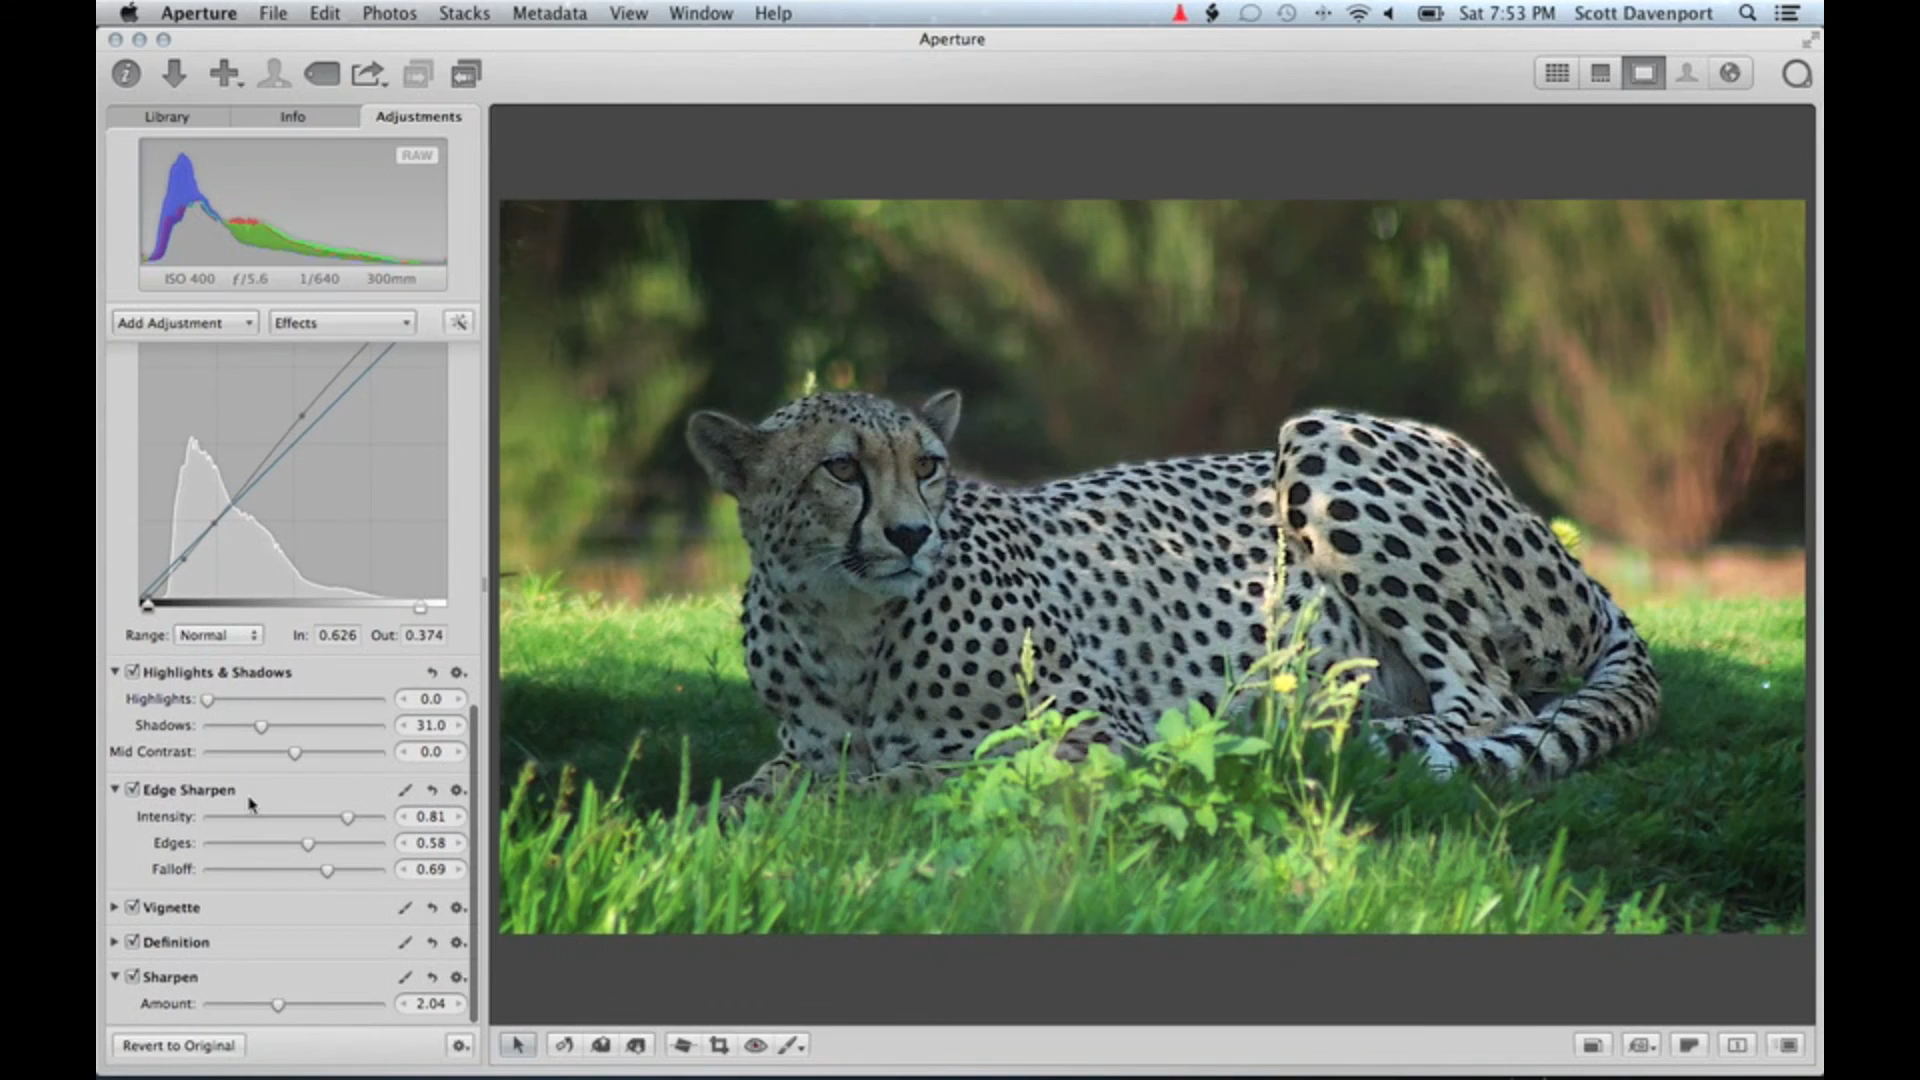 Aperture File Edit Photos Stacks Metadata View Window Help Sat 7:53 PM Scott Davenport
Aperture
Library Info Adjustments
RAW
ISO 400 ƒ/5.6 1/640 300mm
Add Adjustment Effects
Range: Normal In: 0.626 Out: 0.374
Highlights & Shadows
Highlights: 0.0
Shadows: 31.0
Mid Contrast: 0.0
Edge Sharpen
Intensity: 0.81
Edges: 0.58
Falloff: 0.69
Vignette
Definition
Sharpen
Amount: 2.04
Revert to Original